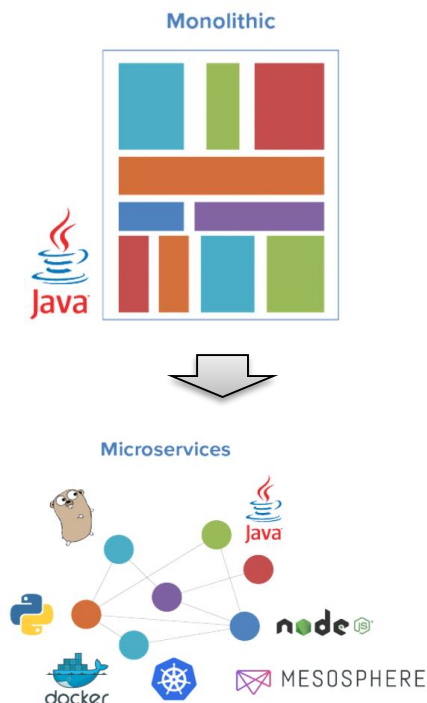 Monolithic
Java
Microservices
Java
node
JS
MESOSPHERE
docker